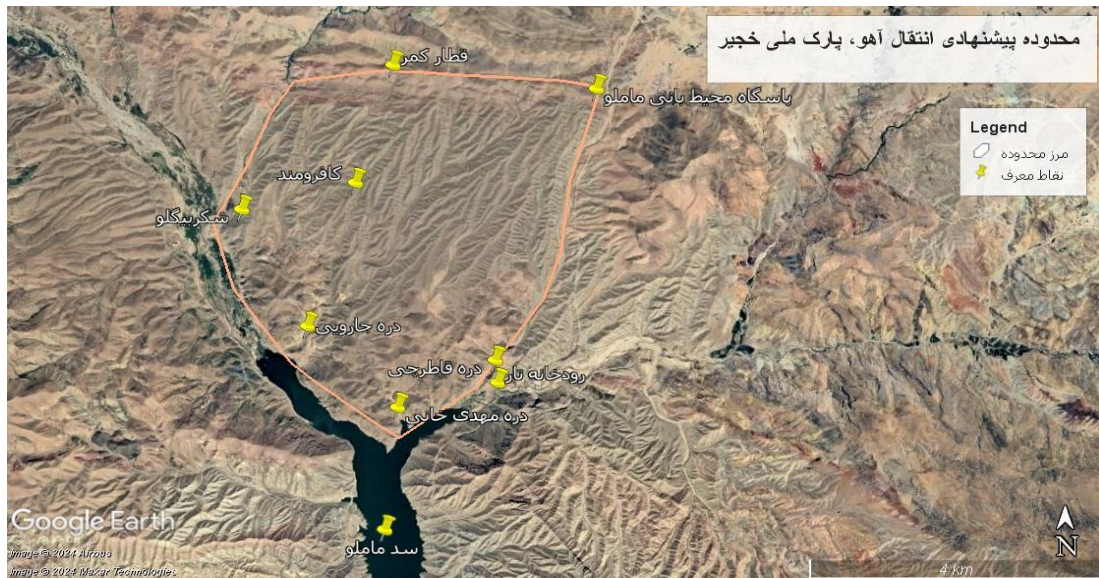 محدوده پیشنهادی انتقال آهو، پارک ملی خجیر
قطار کمر
پاسگاه محیط بانی ماملو
Legend
مرز محدوده
نقاط معرف
کافرومند
شکربیگلو
دره جارویی
دره قاطرچی
رودخانه تار
دره مهدی خانی
سد ماملو
Google Earth
Image © 2024 Airbus
Image © 2024 Maxar Technologies
N
4 km